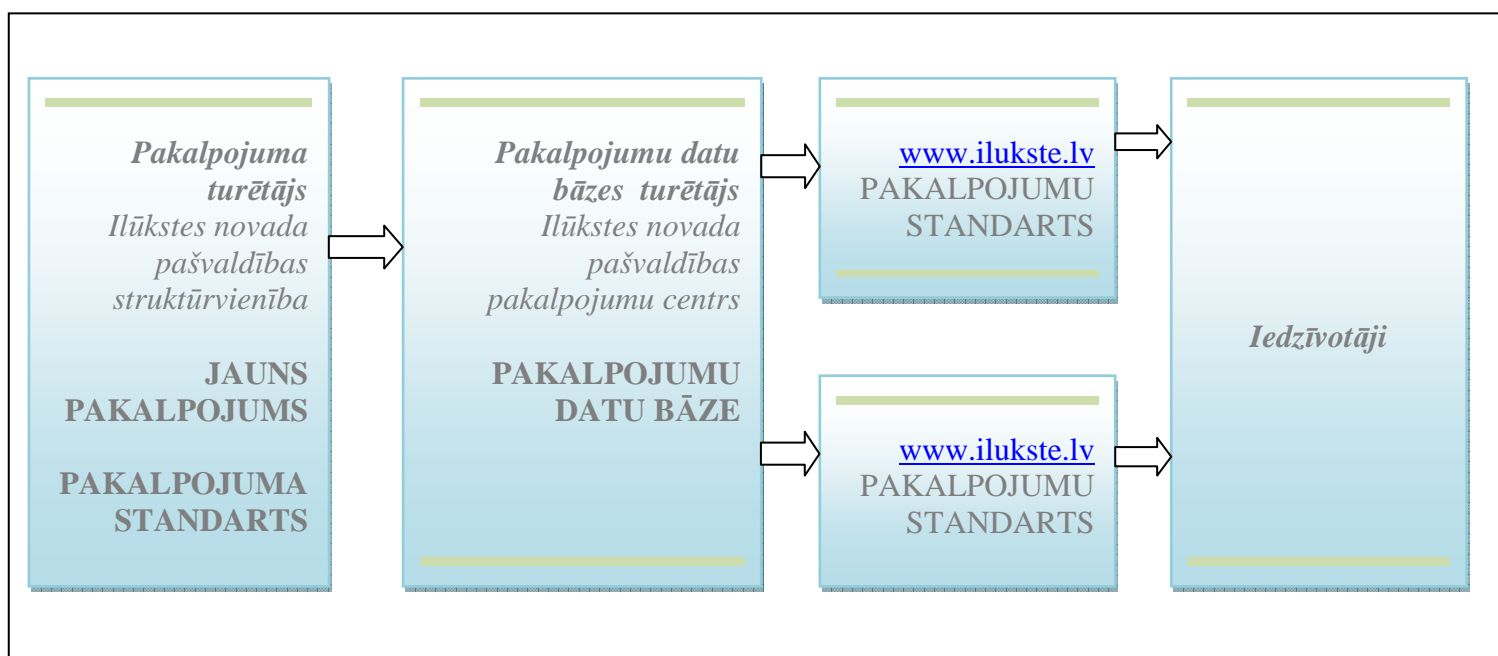 Pakalpojuma
turētājs
Ilūkstes novada
pašvaldības
struktūrvienība
JAUNS
PAKALPOJUMS
PAKALPOJUMA
STANDARTS
Pakalpojumu datu
bāzes turētājs
Ilūkstes novada
pašvaldības
pakalpojumu centrs
PAKALPOJUMU
DATU BĀZE
www.ilukste.lv
PAKALPOJUMU
STANDARTS
www.ilukste.lv
PAKALPOJUMU
STANDARTS
Iedzīvotāji